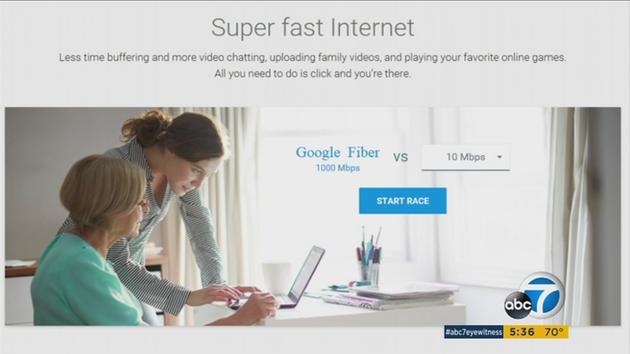 Super fast Internet
Less time buffering and more video chatting, uploading family videos, and playing your favorite online games.
All you need to do is click and you're there.
Google Fiber VS 10 Mbps
1000 Mbps
START RACE
abc 7
#abc7eyewitness 5:36 70°